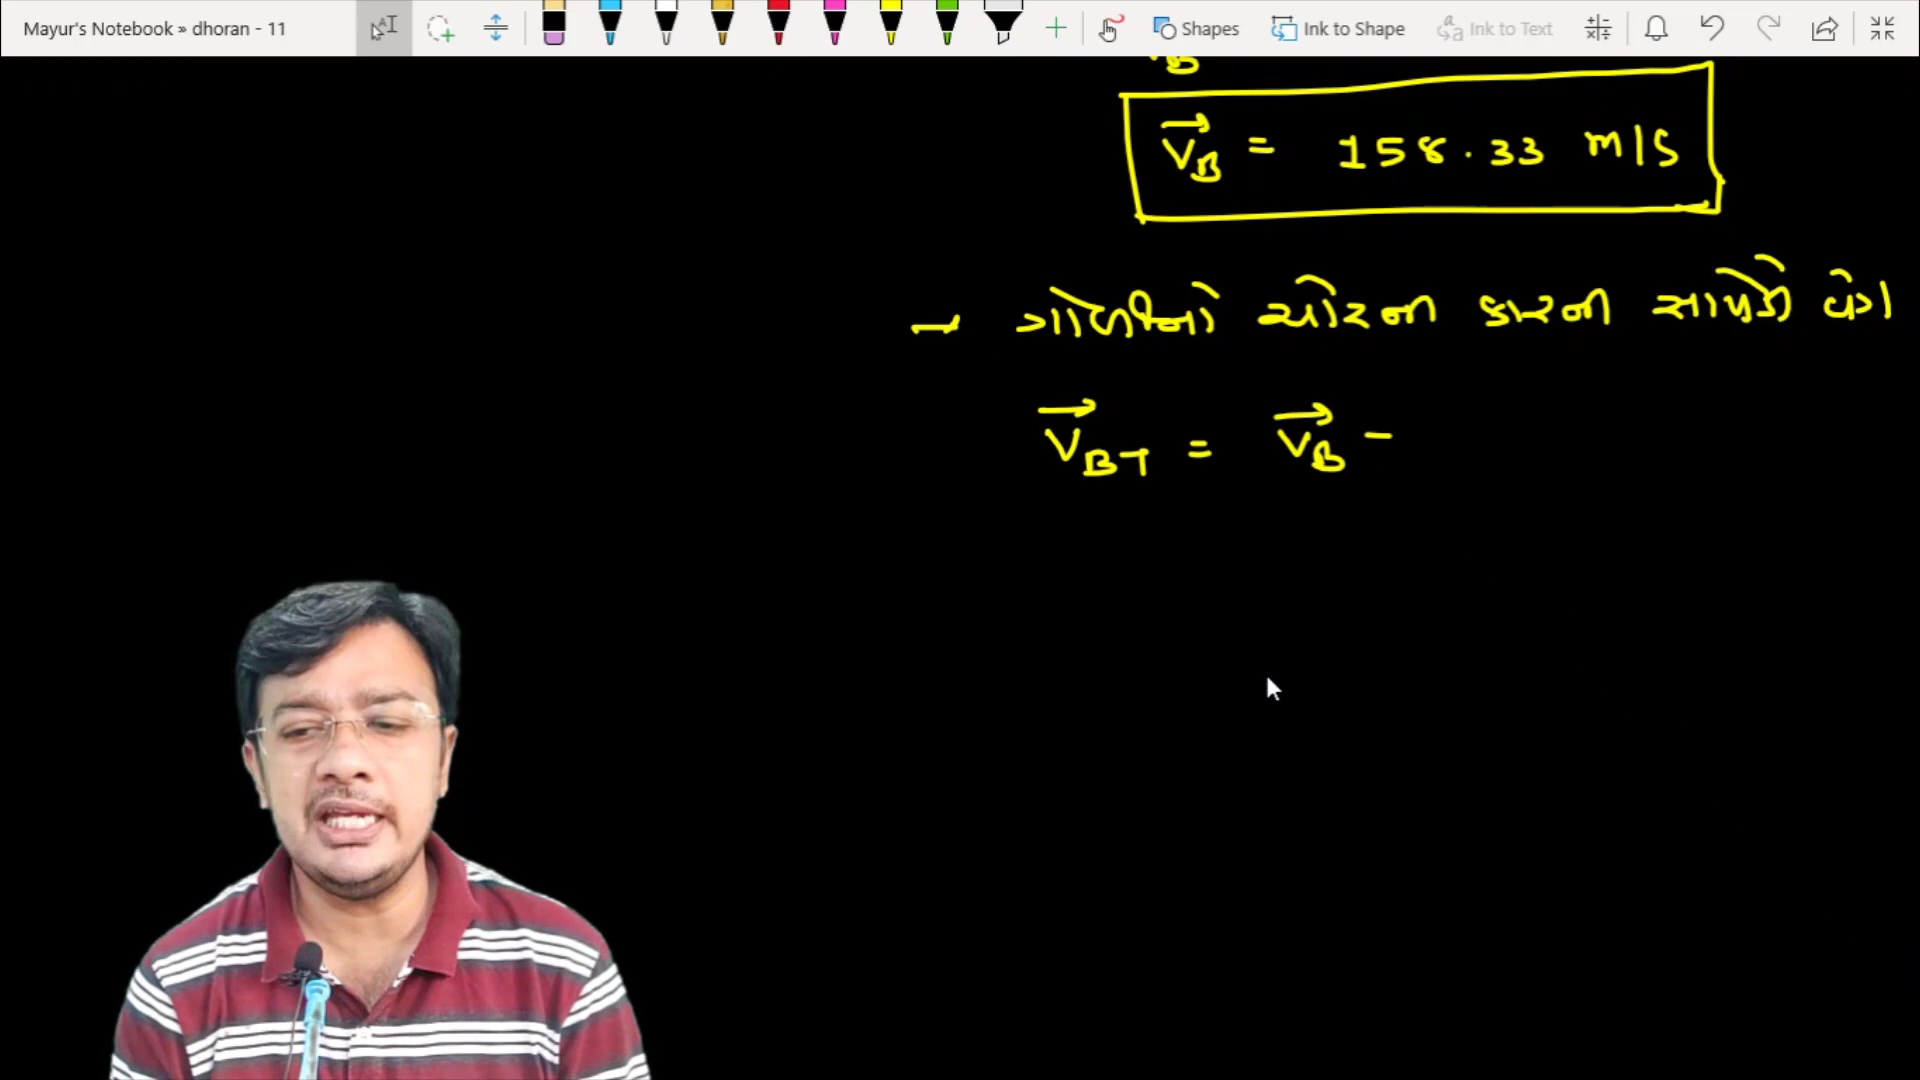 Mayur's Notebook » dhoran - 11 Shapes Ink to Shape Ink to Text
V⃗B = 158.33 m/s
→ ગોળીનો ચોરના કારની સાપેક્ષે વેગ
V⃗BT = V⃗B -